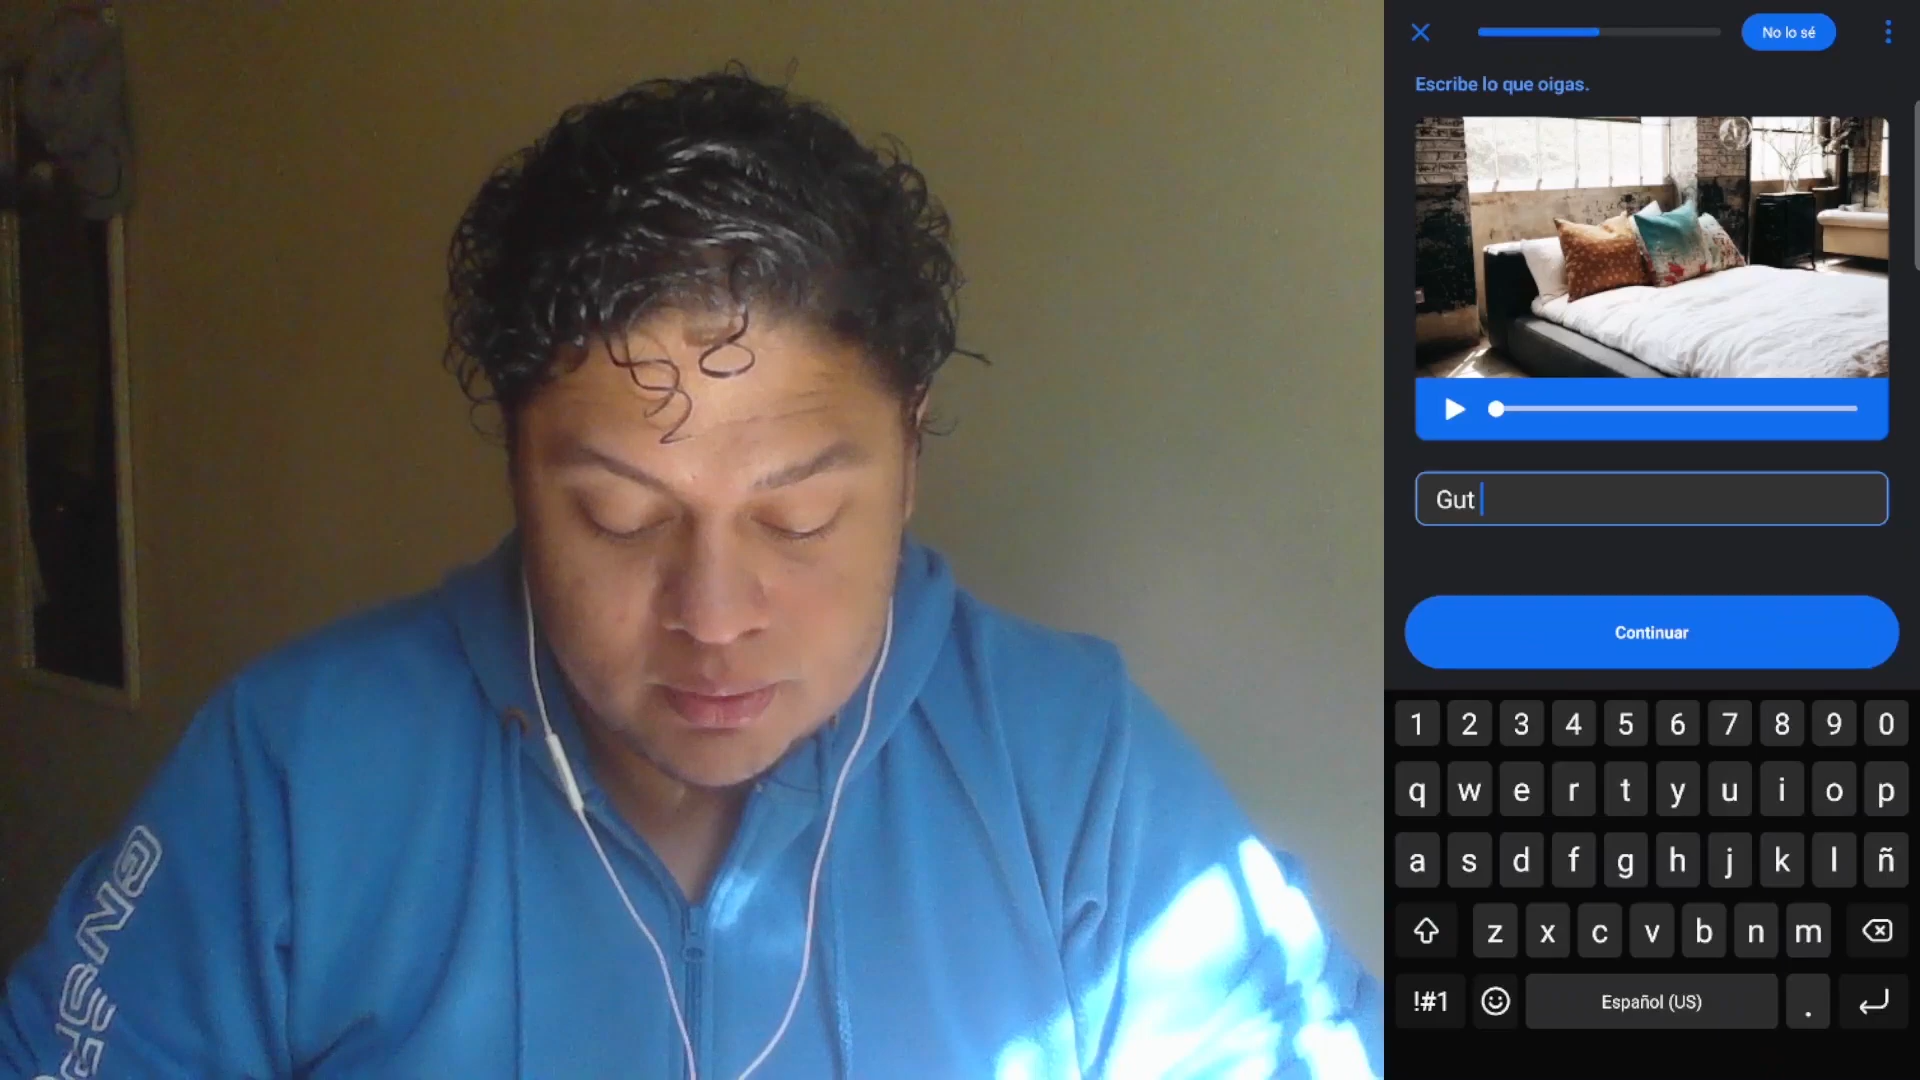 No lo sé
Escribe lo que oigas.
Gut
Continuar
1 2 3 4 5 6 7 8 9 0
q w e r t y u i o p
a s d f g h j k l ñ
z x c v b n m
!#1 Español (US) .